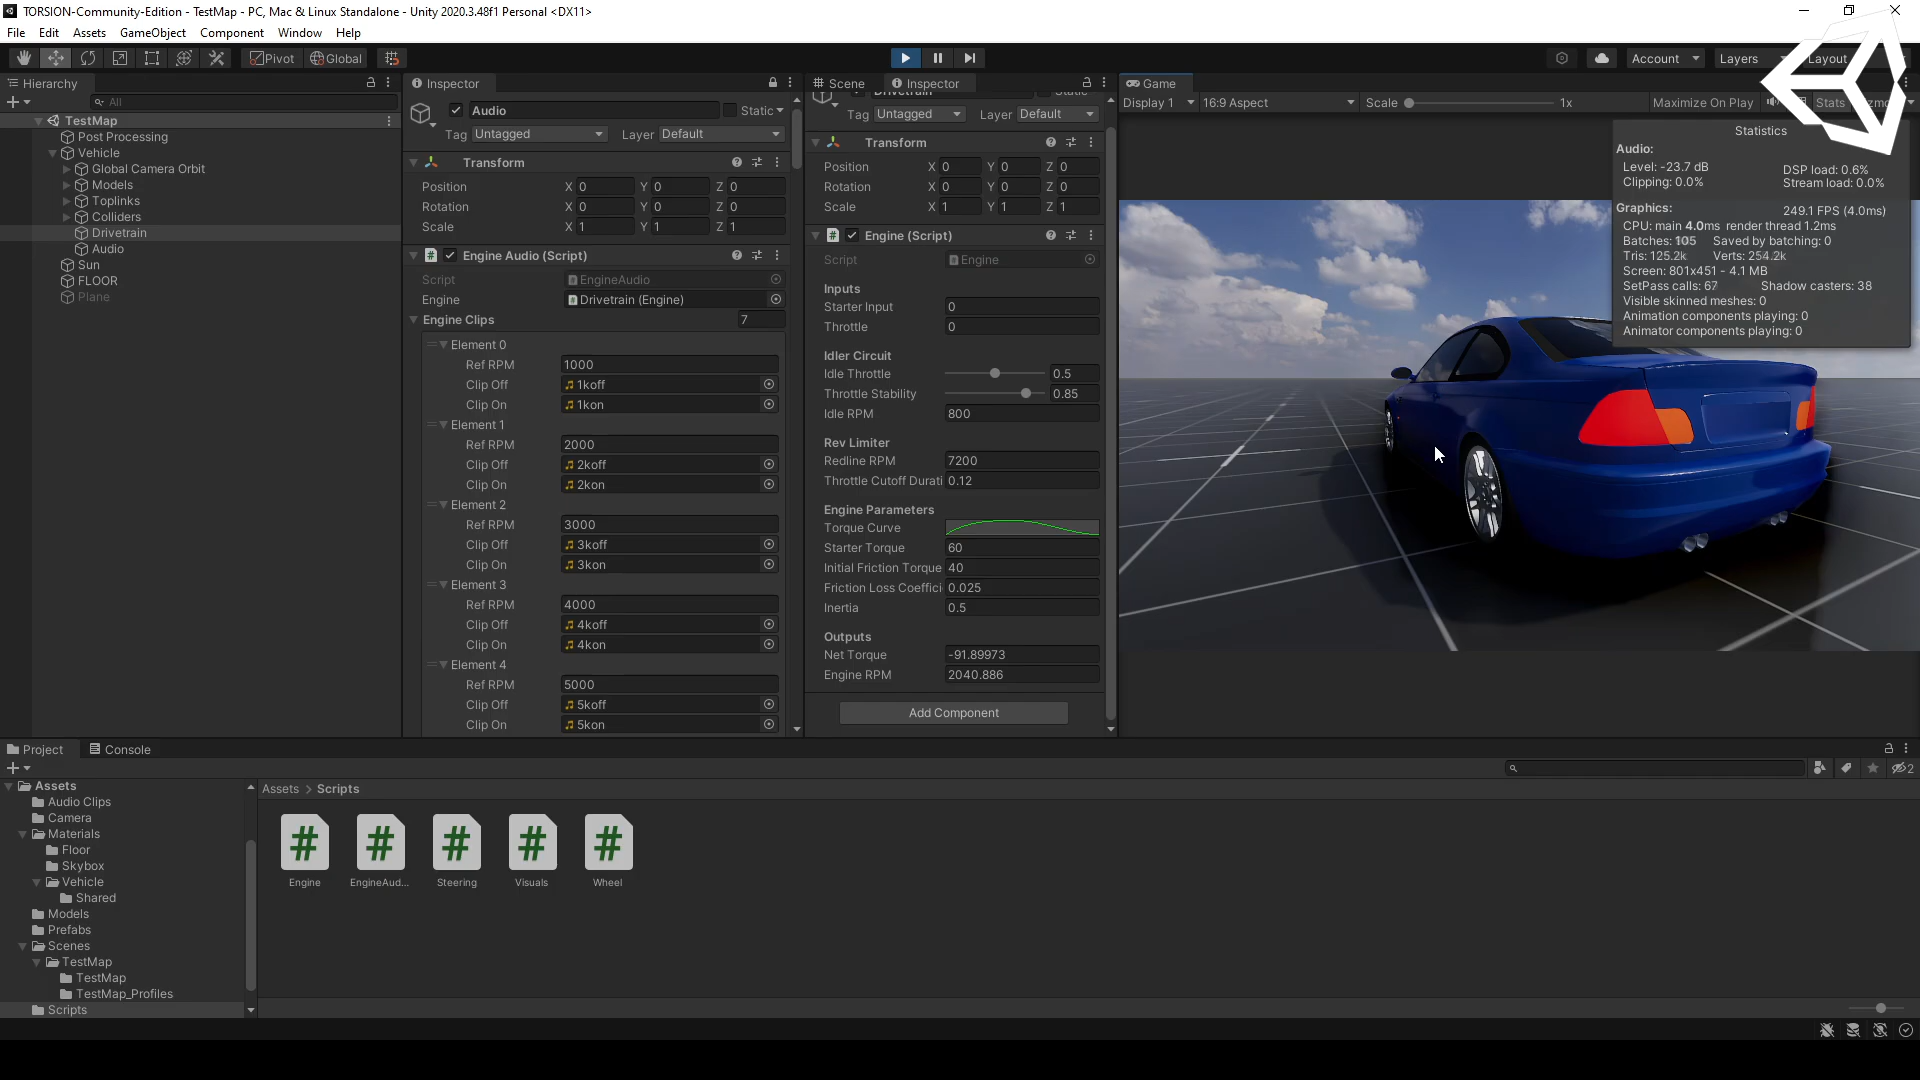 TORSION-Community-Edition - TestMap - PC, Mac & Linux Standalone - Unity 2020.3.48f1 Personal <DX11>
File Edit Assets GameObject Component Window Help
Pivot Global Account Layers Layout
Hierarchy
All
TestMap
Post Processing
Vehicle
Global Camera Orbit
Models
Toplinks
Colliders
Drivetrain
Audio
Sun
FLOOR
Plane
Inspector
Audio Static
Tag Untagged Layer Default
Transform
Position X 0 Y 0 Z 0
Rotation X 0 Y 0 Z 0
Scale X 1 Y 1 Z 1
Engine Audio (Script)
Script EngineAudio
Engine Drivetrain (Engine)
Engine Clips 7
Element 0
Ref RPM 1000
Clip Off 1koff
Clip On 1kon
Element 1
Ref RPM 2000
Clip Off 2koff
Clip On 2kon
Element 2
Ref RPM 3000
Clip Off 3koff
Clip On 3kon
Element 3
Ref RPM 4000
Clip Off 4koff
Clip On 4kon
Element 4
Ref RPM 5000
Clip Off 5koff
Clip On 5kon
Scene Inspector
Tag Untagged Layer Default
Transform
Position X 0 Y 0 Z 0
Rotation X 0 Y 0 Z 0
Scale X 1 Y 1 Z 1
Engine (Script)
Script Engine
Inputs
Starter Input 0
Throttle 0
Idler Circuit
Idle Throttle 0.5
Throttle Stability 0.85
Idle RPM 800
Rev Limiter
Redline RPM 7200
Throttle Cutoff Durati 0.12
Engine Parameters
Torque Curve
Starter Torque 60
Initial Friction Torque 40
Friction Loss Coeffici 0.025
Inertia 0.5
Outputs
Net Torque -91.89973
Engine RPM 2040.886
Add Component
Game
Display 1 16:9 Aspect Scale 1x Maximize On Play Stats
Statistics
Audio:
Level: -23.7 dB DSP load: 0.6%
Clipping: 0.0% Stream load: 0.0%
Graphics: 249.1 FPS (4.0ms)
CPU: main 4.0ms render thread 1.2ms
Batches: 105 Saved by batching: 0
Tris: 125.2k Verts: 254.2k
Screen: 801x451 - 4.1 MB
SetPass calls: 67 Shadow casters: 38
Visible skinned meshes: 0
Animation components playing: 0
Animator components playing: 0
Project Console
2
Assets
Audio Clips
Camera
Materials
Floor
Skybox
Vehicle
Shared
Models
Prefabs
Scenes
TestMap
TestMap
TestMap_Profiles
Scripts
Assets > Scripts
Engine EngineAud... Steering Visuals Wheel